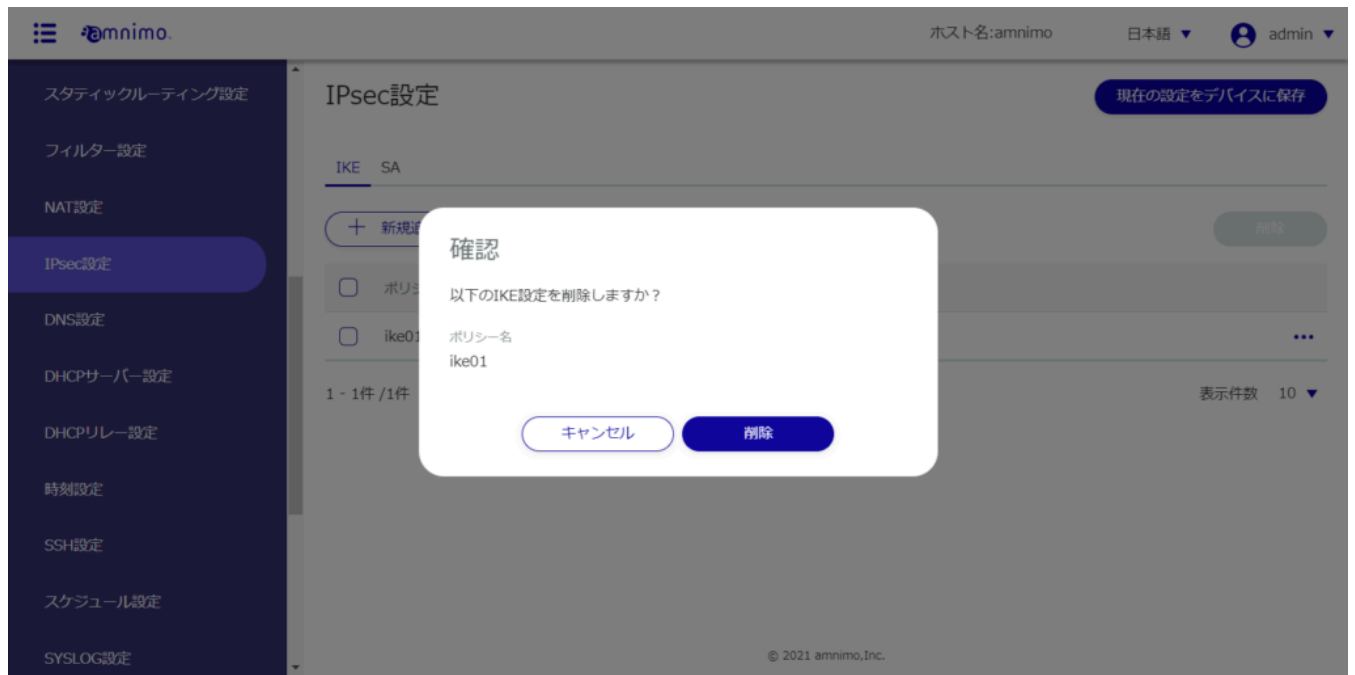 amnimo.
ホスト名:amnimo
日本語 ▼
admin ▼
スタティックルーティング設定
フィルター設定
NAT設定
IPsec設定
DNS設定
DHCPサーバー設定
DHCPリレー設定
時刻設定
SSH設定
スケジュール設定
SYSLOG設定
IPsec設定
現在の設定をデバイスに保存
IKE SA
＋ 新規追
削除
ポリシ
ike01
•••
1 - 1件 /1件
表示件数 10 ▼
確認
以下のIKE設定を削除しますか？
ポリシー名
ike01
キャンセル
削除
© 2021 amnimo,Inc.